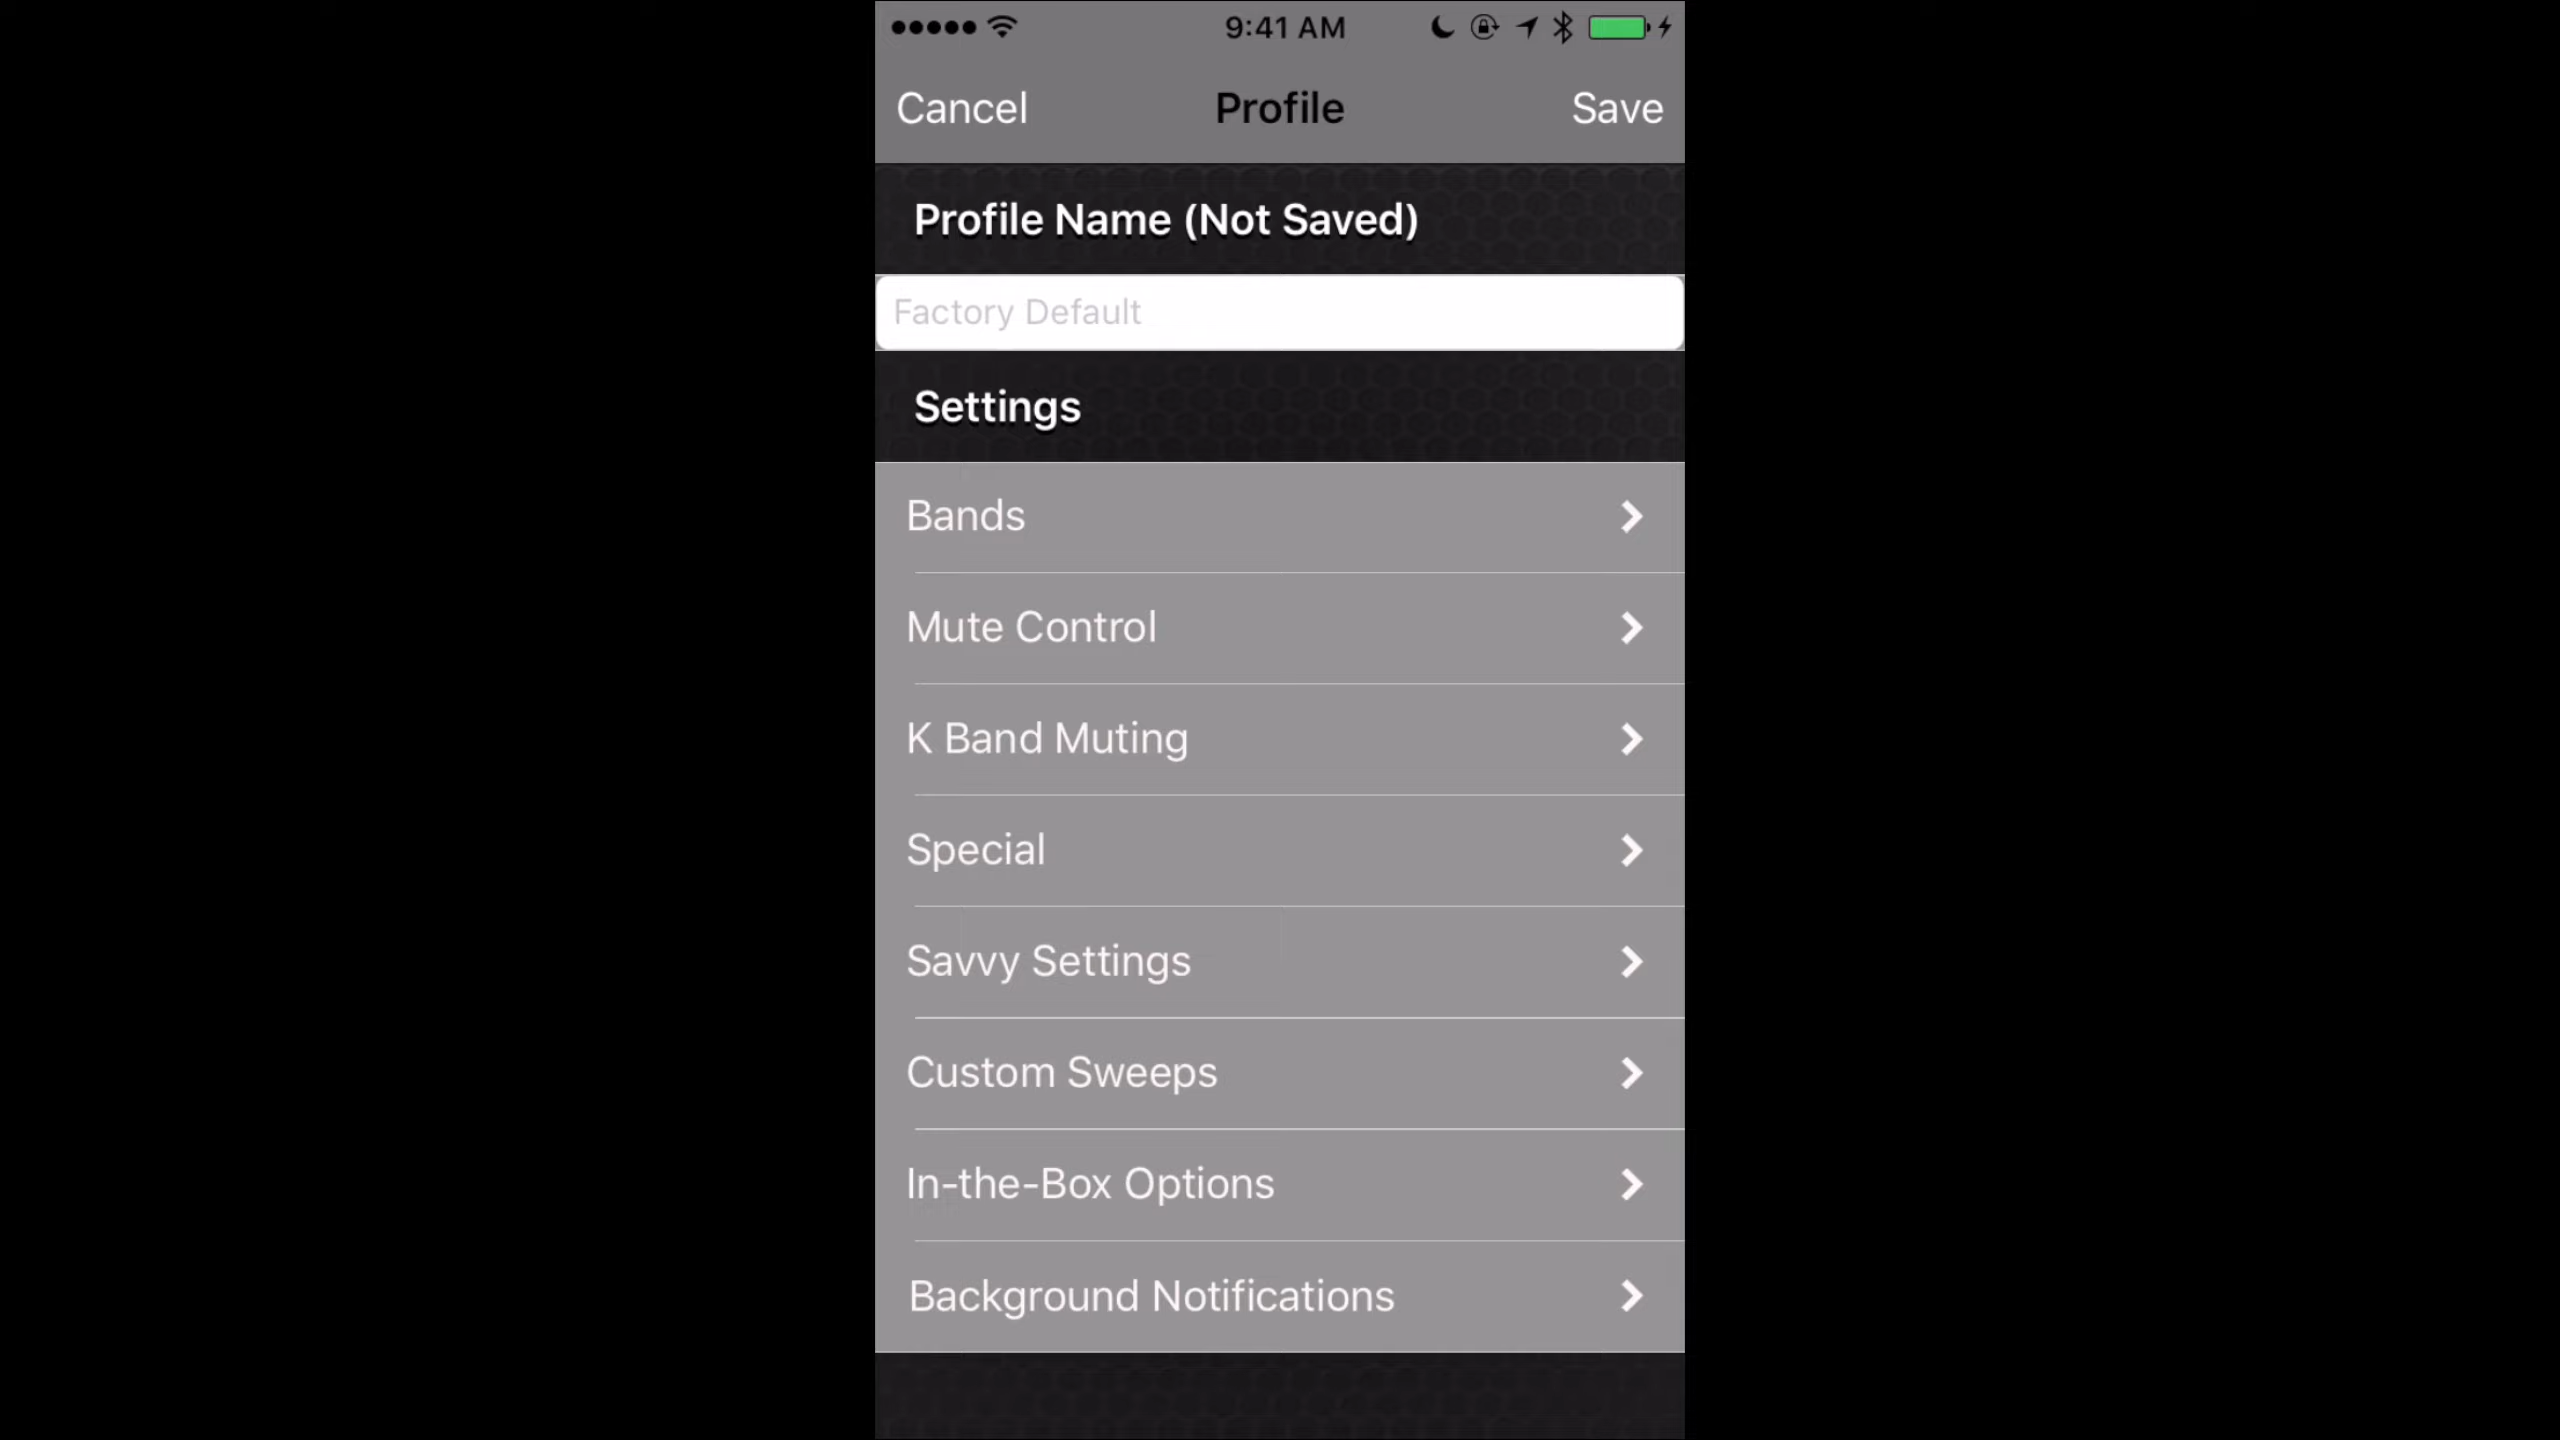 9:41 AM
Cancel Profile Save
Profile Name (Not Saved)
Factory Default
Settings
Bands
Mute Control
K Band Muting
Special
Savvy Settings
Custom Sweeps
In-the-Box Options
Background Notifications